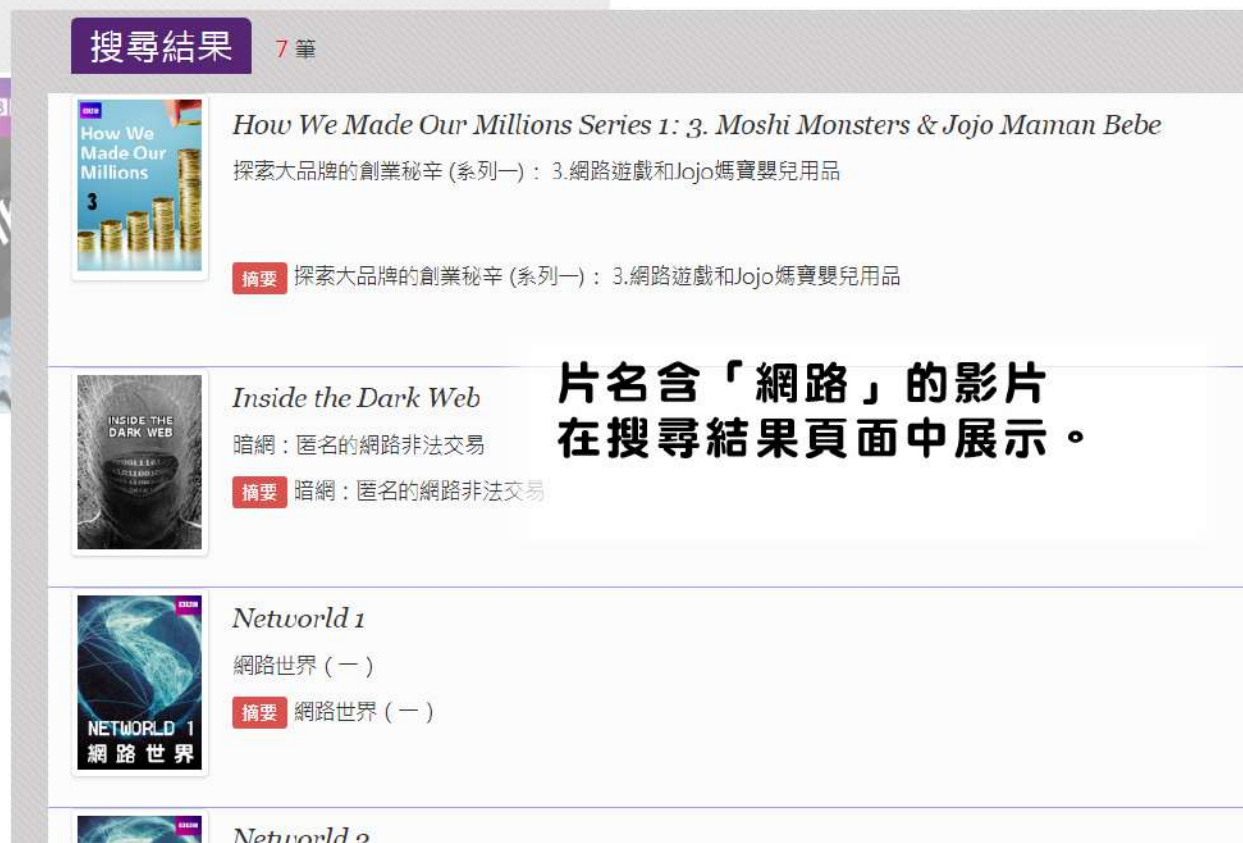 搜尋結果 7 筆
How We
Made Our
Millions
3
How We Made Our Millions Series 1: 3. Moshi Monsters & Jojo Maman Bebe
探索大品牌的創業秘辛 (系列一)： 3.網路遊戲和Jojo媽寶嬰兒用品
摘要 探索大品牌的創業秘辛 (系列一)： 3.網路遊戲和Jojo媽寶嬰兒用品
片名含「網路」的影片
在搜尋結果頁面中展示。
INSIDE THE
DARK WEB
Inside the Dark Web
暗網：匿名的網路非法交易
摘要 暗網：匿名的網路非法交易
NETWORLD 1
網路世界
Networld 1
網路世界（一）
摘要 網路世界（一）
Networld 2